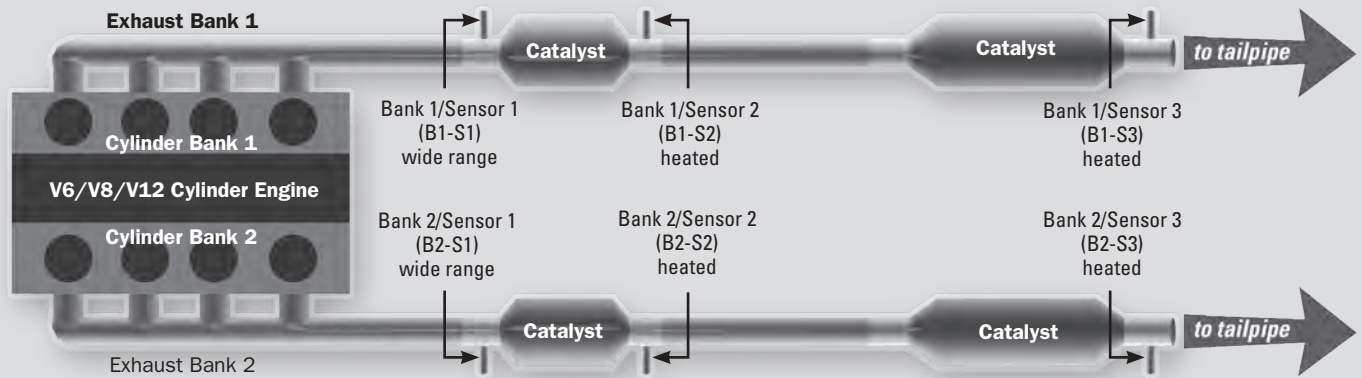 Exhaust Bank 1
Catalyst
Catalyst
to tailpipe
Bank 1/Sensor 1
(B1-S1)
wide range
Bank 1/Sensor 2
(B1-S2)
heated
Bank 1/Sensor 3
(B1-S3)
heated
Cylinder Bank 1
V6/V8/V12 Cylinder Engine
Cylinder Bank 2
Bank 2/Sensor 1
(B2-S1)
wide range
Bank 2/Sensor 2
(B2-S2)
heated
Bank 2/Sensor 3
(B2-S3)
heated
Catalyst
Catalyst
to tailpipe
Exhaust Bank 2